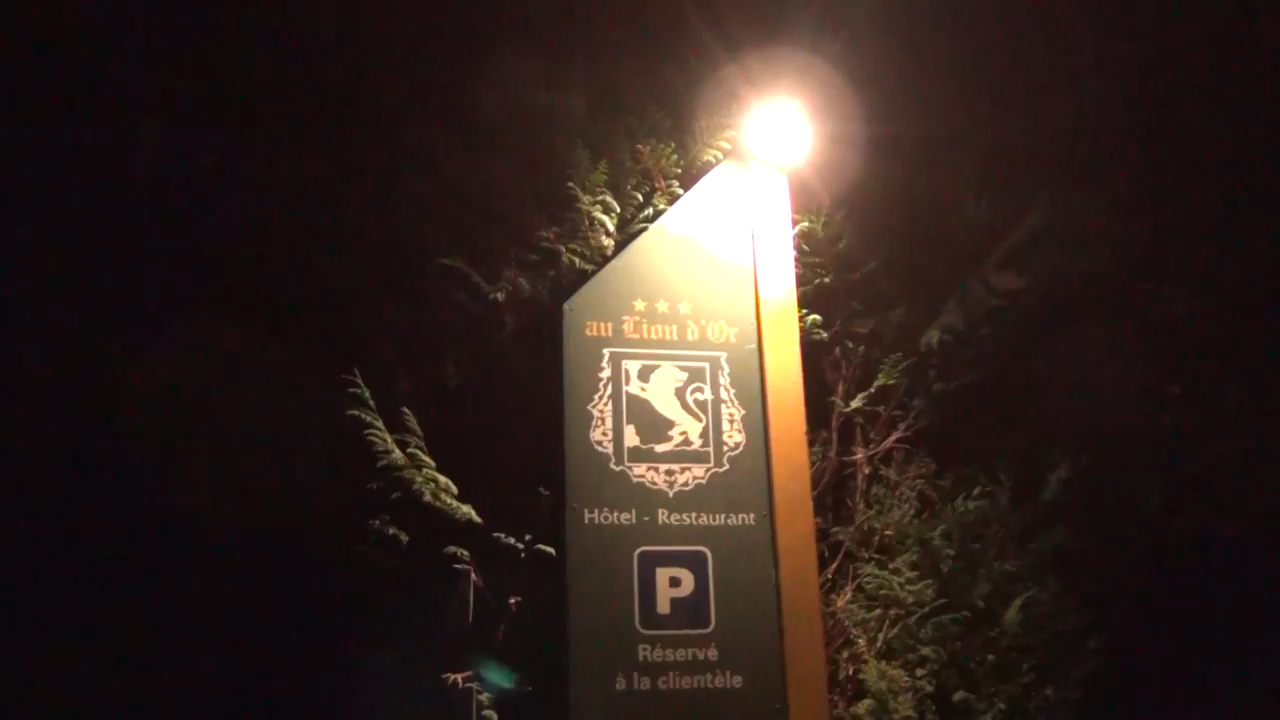 au Lion d'Or
Hôtel - Restaurant
P
Réservé
à la clientèle